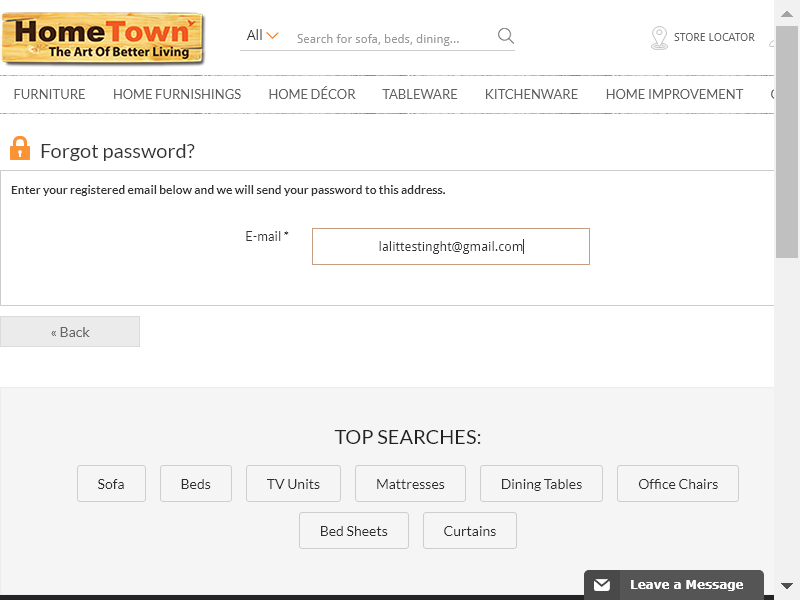 HomeTown
The Art Of Better Living
All
Search for sofa, beds, dining...
STORE LOCATOR
FURNITURE HOME FURNISHINGS HOME DÉCOR TABLEWARE KITCHENWARE HOME IMPROVEMENT
Forgot password?
Enter your registered email below and we will send your password to this address.
E-mail * lalittestinght@gmail.com
« Back
TOP SEARCHES:
Sofa Beds TV Units Mattresses Dining Tables Office Chairs
Bed Sheets Curtains
Leave a Message